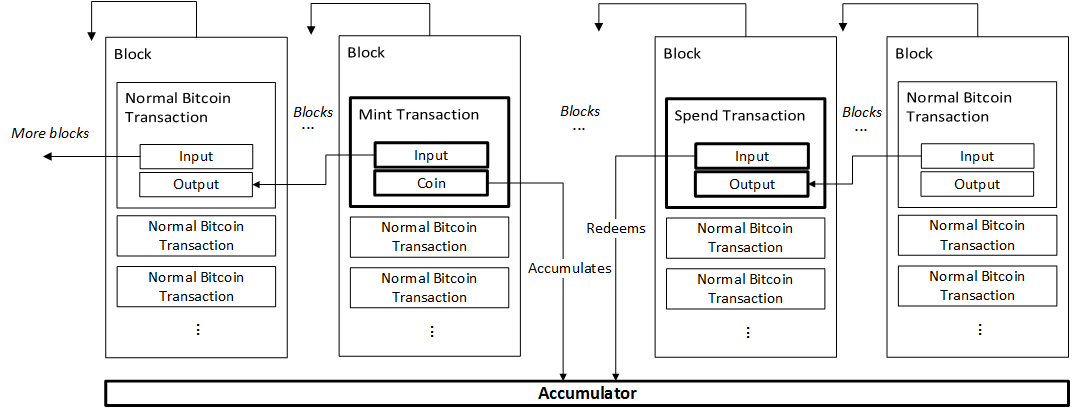 Block
Normal Bitcoin
Transaction
Input
Output
Normal Bitcoin
Transaction
Normal Bitcoin
Transaction
⋮
More blocks
Blocks
...
Block
Mint Transaction
Input
Coin
Normal Bitcoin
Transaction
Normal Bitcoin
Transaction
⋮
Accumulates
Blocks
...
Redeems
Block
Spend Transaction
Input
Output
Normal Bitcoin
Transaction
Normal Bitcoin
Transaction
⋮
Blocks
...
Block
Normal Bitcoin
Transaction
Input
Output
Normal Bitcoin
Transaction
Normal Bitcoin
Transaction
⋮
Accumulator